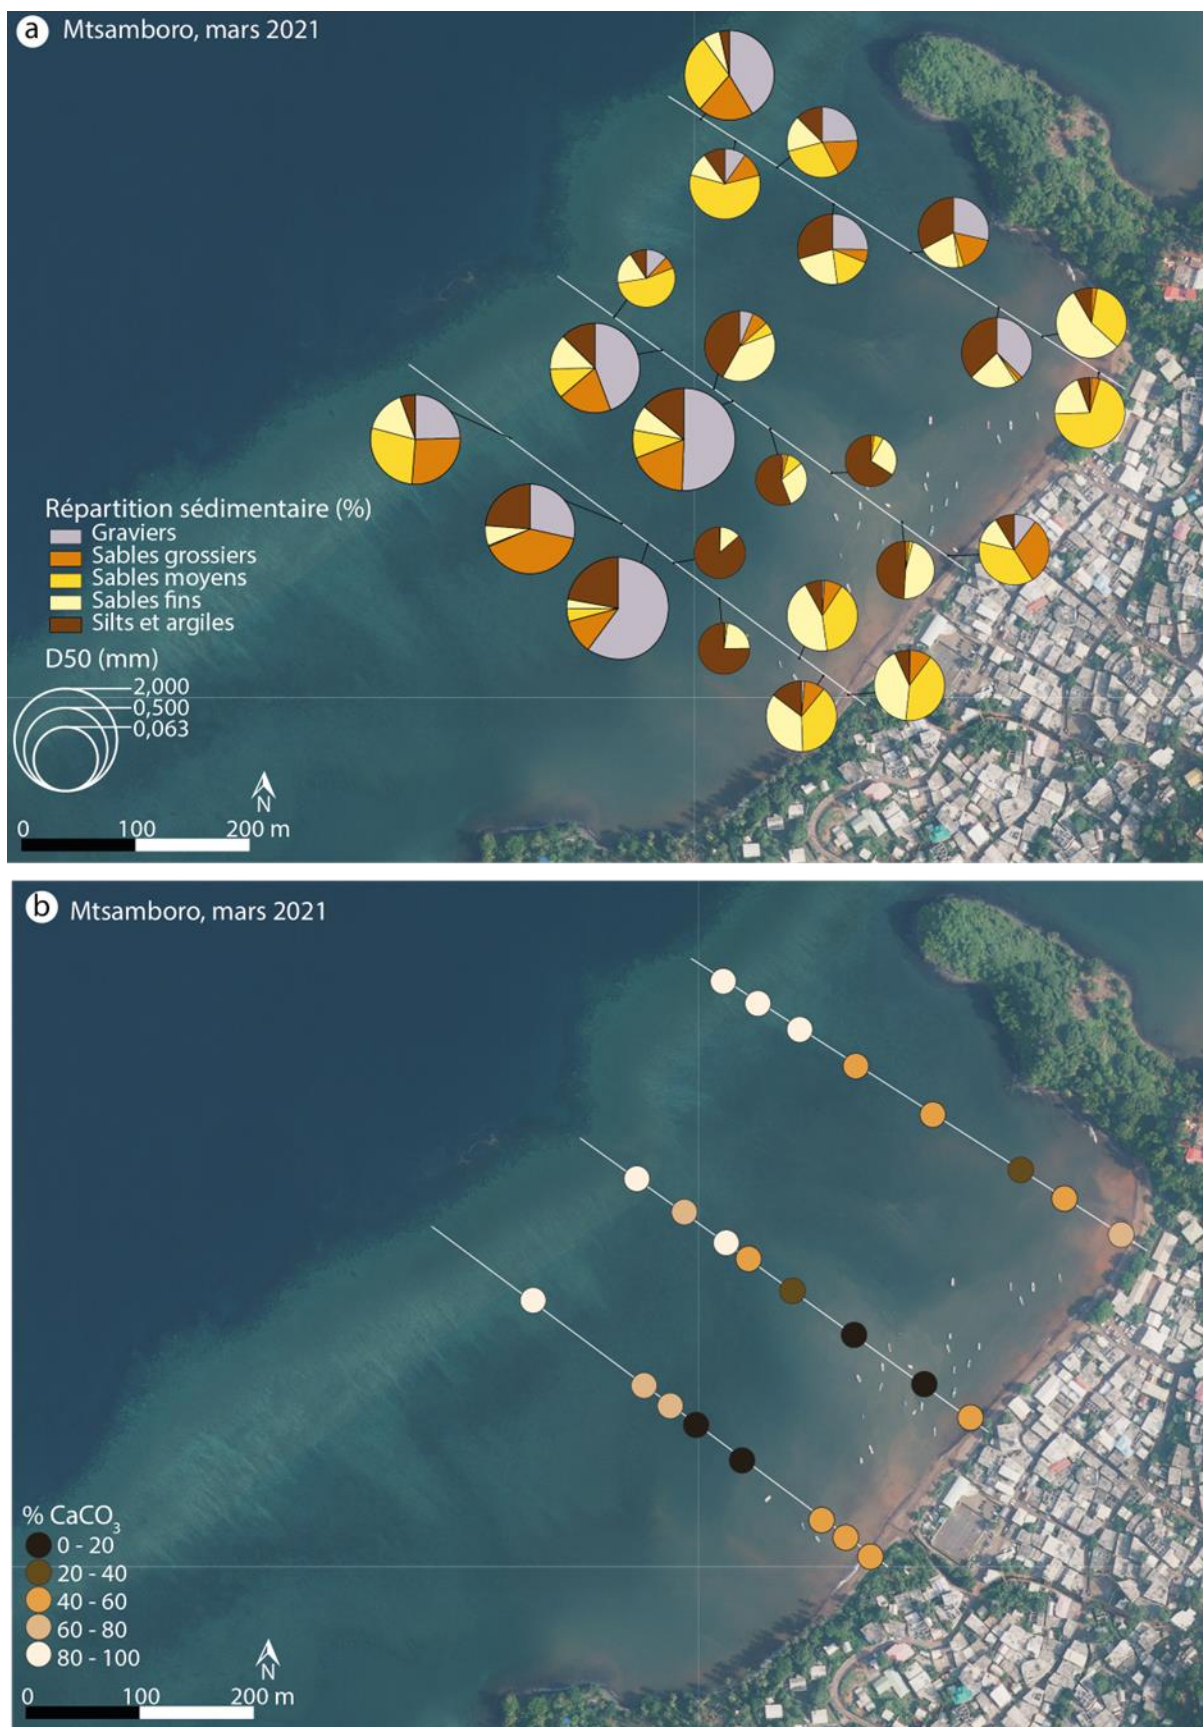 a Mtsamboro, mars 2021
Répartition sédimentaire (%)
Graviers
Sables grossiers
Sables moyens
Sables fins
Silts et argiles
D50 (mm)
2,000
0,500
0,063
N
0 100 200 m
b Mtsamboro, mars 2021
% CaCO₃
0 - 20
20 - 40
40 - 60
60 - 80
80 - 100
N
0 100 200 m